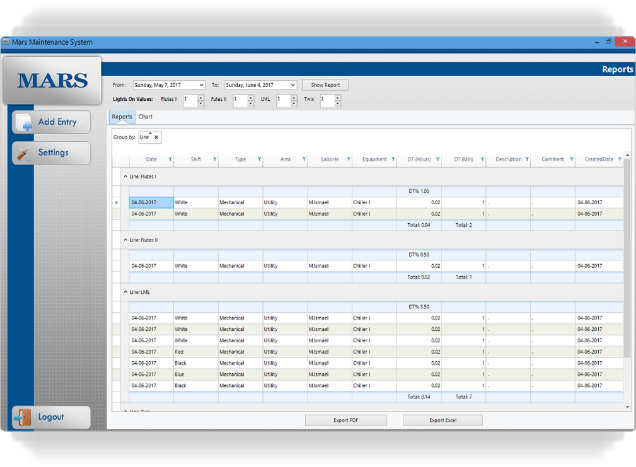 Mars Maintenance System
MARS
Reports
Add Entry
Settings
Logout
From: Sunday, May 7, 2017 To: Sunday, June 4, 2017 Show Report
Lights On Values: Flutes I 1 Flutes II 1 LML 1 Twix 1
Reports Chart
Group by: Line
Date Shift Type Area Laborer Equipment DT (Hours) DT (Min) Description Comment CreatedDate
Line: Flutes I
DT% 1.00
04-06-2017 White Mechanical Utility M.Ismael Chiller I 0.02 1 . . 04-06-2017
04-06-2017 White Mechanical Utility M.Ismael Chiller I 0.02 1 . . 04-06-2017
Total: 0.04 Total: 2
Line: Flutes II
DT% 0.50
04-06-2017 White Mechanical Utility M.Ismael Chiller I 0.02 1 . . 04-06-2017
Total: 0.02 Total: 1
Line: LML
DT% 3.50
04-06-2017 White Mechanical Utility M.Ismael Chiller I 0.02 1 . . 04-06-2017
04-06-2017 White Mechanical Utility M.Ismael Chiller I 0.02 1 . . 04-06-2017
04-06-2017 White Mechanical Utility M.Ismael Chiller I 0.02 1 . . 04-06-2017
04-06-2017 Red Mechanical Utility M.Ismael Chiller I 0.02 1 . . 04-06-2017
04-06-2017 Black Mechanical Utility M.Ismael Chiller I 0.02 1 . . 04-06-2017
04-06-2017 Blue Mechanical Utility M.Ismael Chiller I 0.02 1 . . 04-06-2017
04-06-2017 Black Mechanical Utility M.Ismael Chiller I 0.02 1 . . 04-06-2017
Total: 0.14 Total: 7
Export PDF Export Excel